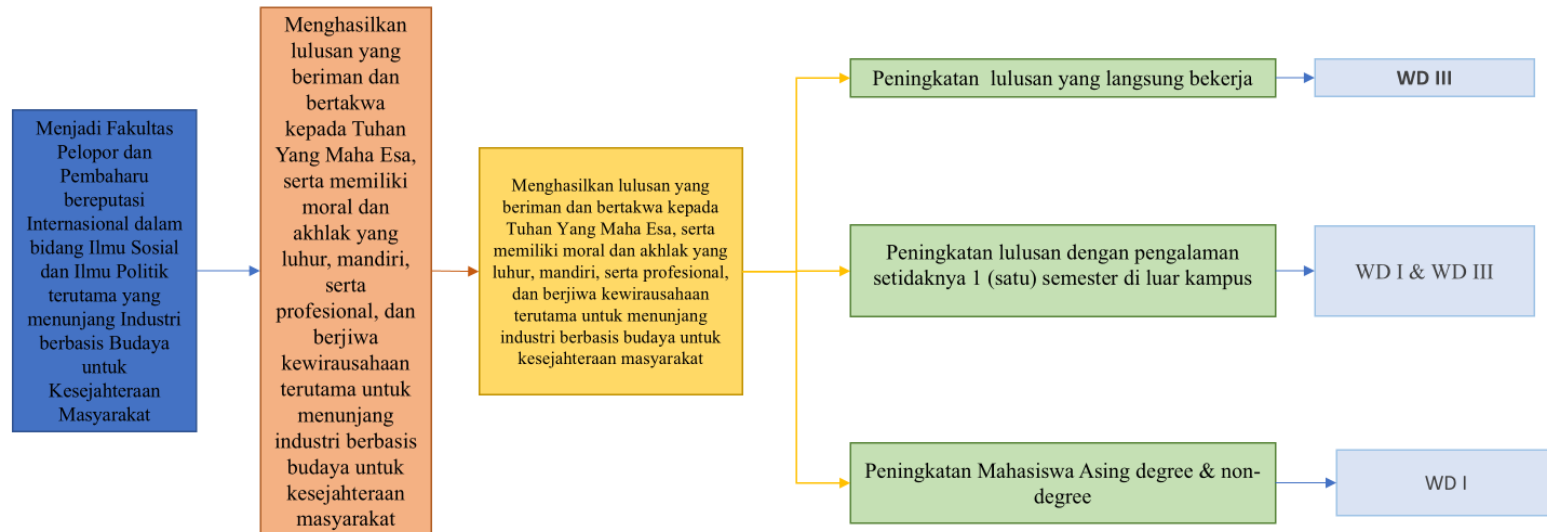 Menjadi Fakultas
Pelopor dan
Pembaharu
bereputasi
Internasional dalam
bidang Ilmu Sosial
dan Ilmu Politik
terutama yang
menunjang Industri
berbasis Budaya
untuk
Kesejahteraan
Masyarakat
Menghasilkan
lulusan yang
beriman dan
bertakwa
kepada Tuhan
Yang Maha Esa,
serta memiliki
moral dan
akhlak yang
luhur, mandiri,
serta
profesional, dan
berjiwa
kewirausahaan
terutama untuk
menunjang
industri berbasis
budaya untuk
kesejahteraan
masyarakat
Menghasilkan lulusan yang
beriman dan bertakwa kepada
Tuhan Yang Maha Esa, serta
memiliki moral dan akhlak yang
luhur, mandiri, serta profesional,
dan berjiwa kewirausahaan
terutama untuk menunjang
industri berbasis budaya untuk
kesejahteraan masyarakat
Peningkatan lulusan yang langsung bekerja
WD III
Peningkatan lulusan dengan pengalaman
setidaknya 1 (satu) semester di luar kampus
WD I & WD III
Peningkatan Mahasiswa Asing degree & non-
degree
WD I